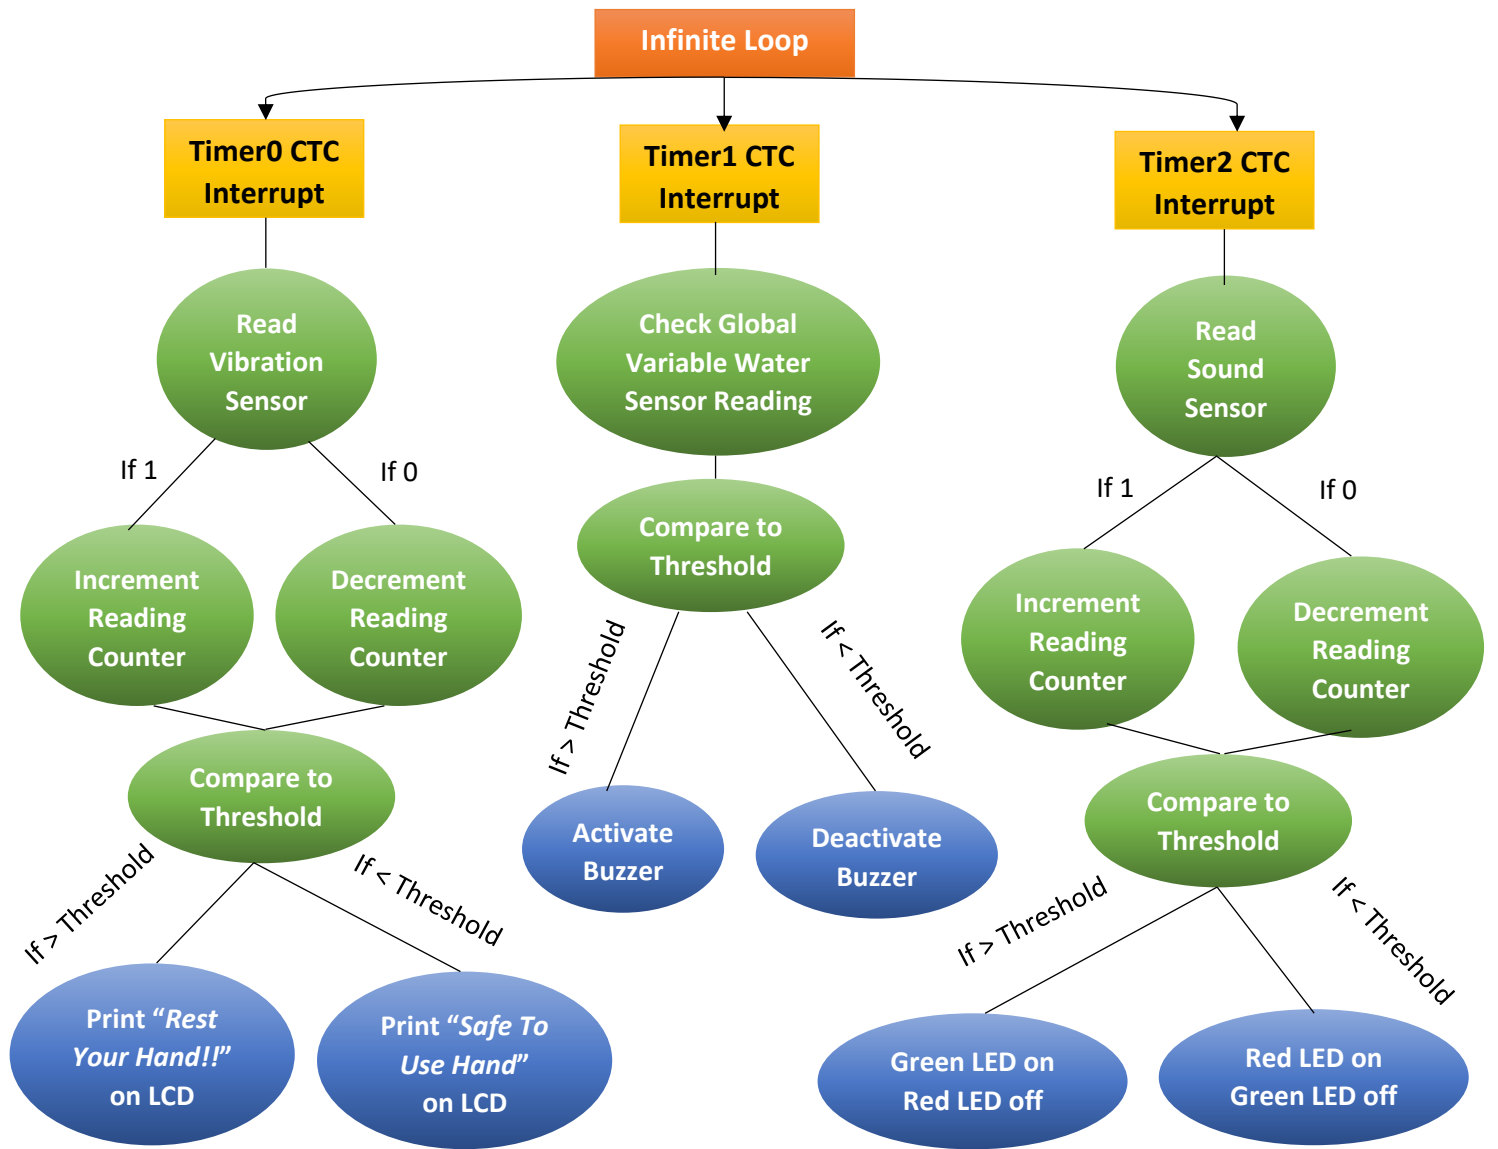 Infinite Loop
Timer0 CTC
Interrupt
Timer1 CTC
Interrupt
Timer2 CTC
Interrupt
Read
Vibration
Sensor
Check Global
Variable Water
Sensor Reading
Read
Sound
Sensor
If 1
If 0
If 1
If 0
Increment
Reading
Counter
Decrement
Reading
Counter
Compare to
Threshold
Increment
Reading
Counter
Decrement
Reading
Counter
If > Threshold
If < Threshold
Compare to
Threshold
Activate
Buzzer
Deactivate
Buzzer
Compare to
Threshold
If > Threshold
If < Threshold
If > Threshold
If < Threshold
Print “Rest
Your Hand!!”
on LCD
Print “Safe To
Use Hand”
on LCD
Green LED on
Red LED off
Red LED on
Green LED off